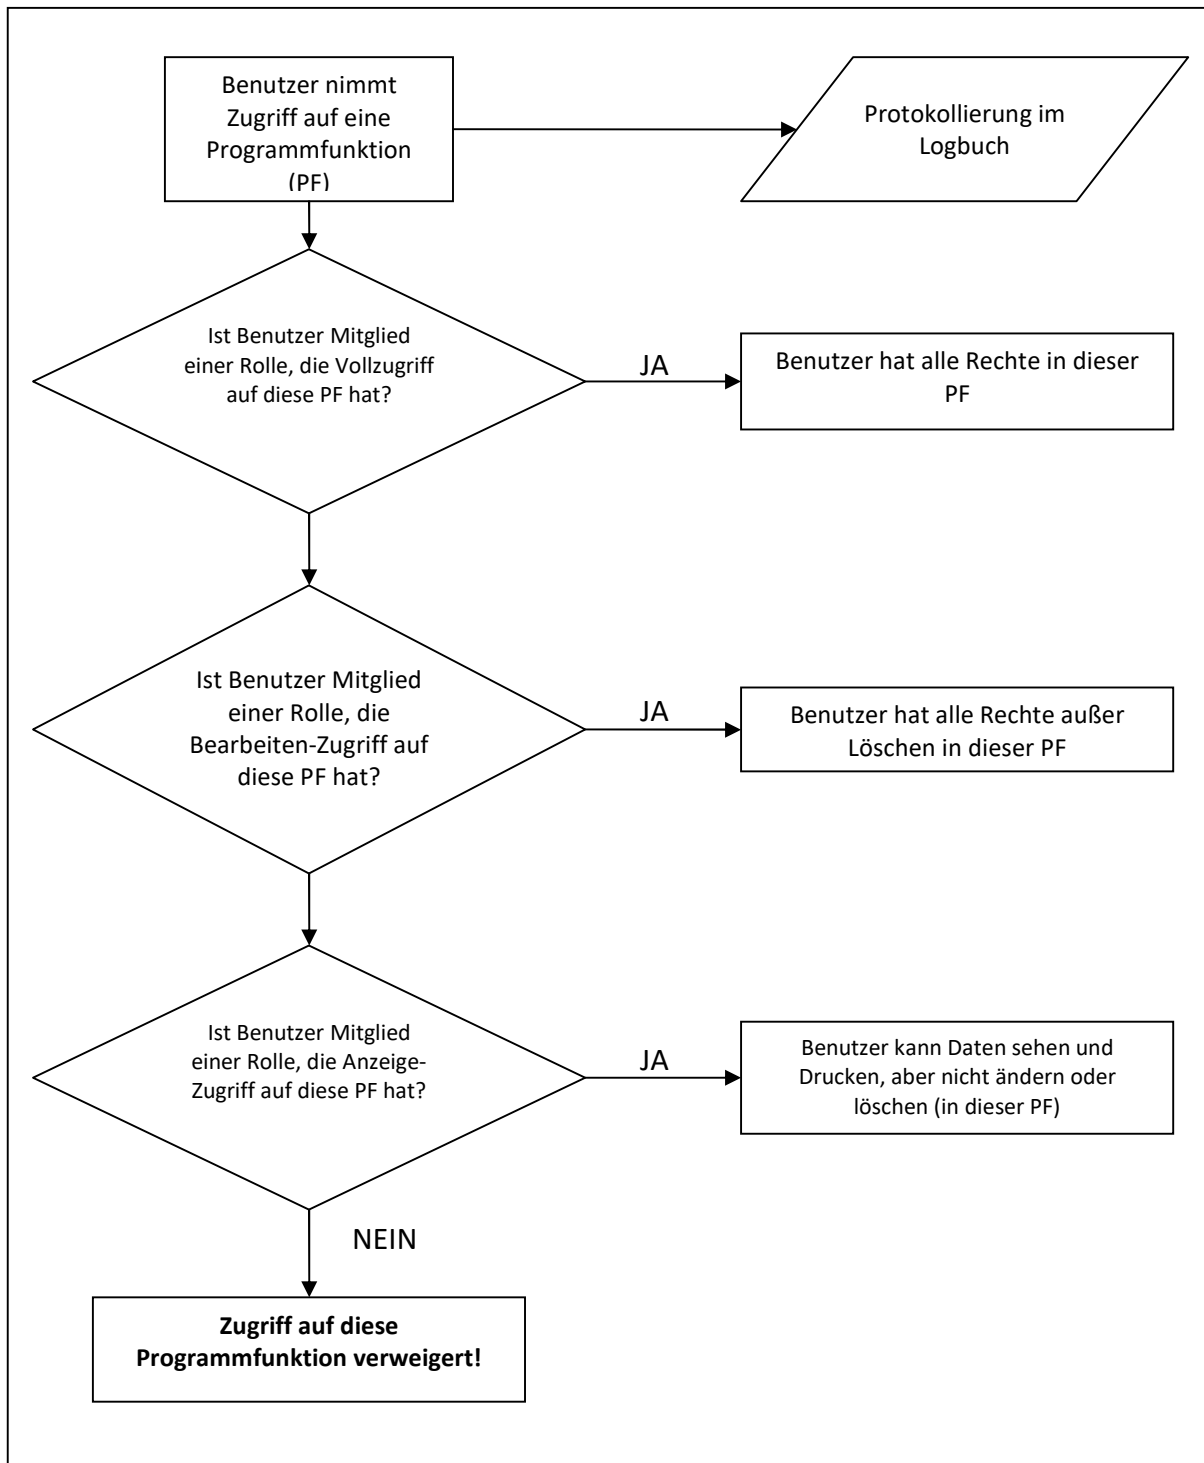 Benutzer nimmt
Zugriff auf eine
Programmfunktion
(PF)
Protokollierung im
Logbuch
Ist Benutzer Mitglied
einer Rolle, die Vollzugriff
auf diese PF hat?
JA
Benutzer hat alle Rechte in dieser
PF
Ist Benutzer Mitglied
einer Rolle, die
Bearbeiten-Zugriff auf
diese PF hat?
JA
Benutzer hat alle Rechte außer
Löschen in dieser PF
Ist Benutzer Mitglied
einer Rolle, die Anzeige-
Zugriff auf diese PF hat?
JA
Benutzer kann Daten sehen und
Drucken, aber nicht ändern oder
löschen (in dieser PF)
NEIN
Zugriff auf diese
Programmfunktion verweigert!